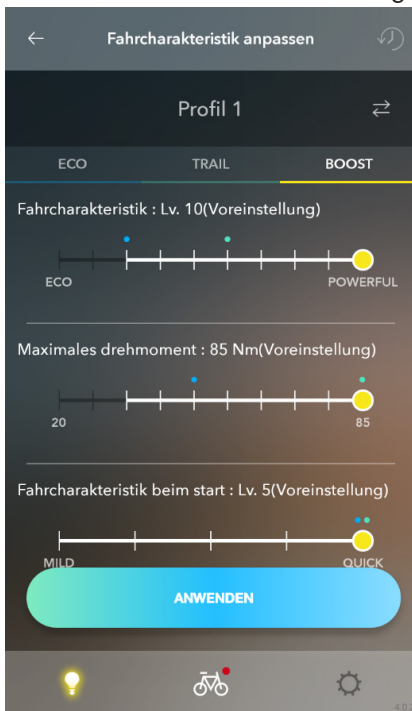 Fahrcharakteristik anpassen
Profil 1
ECO TRAIL BOOST
Fahrcharakteristik : Lv. 10(Voreinstellung)
ECO POWERFUL
Maximales drehmoment : 85 Nm(Voreinstellung)
20 85
Fahrcharakteristik beim start : Lv. 5(Voreinstellung)
MILD QUICK
ANWENDEN